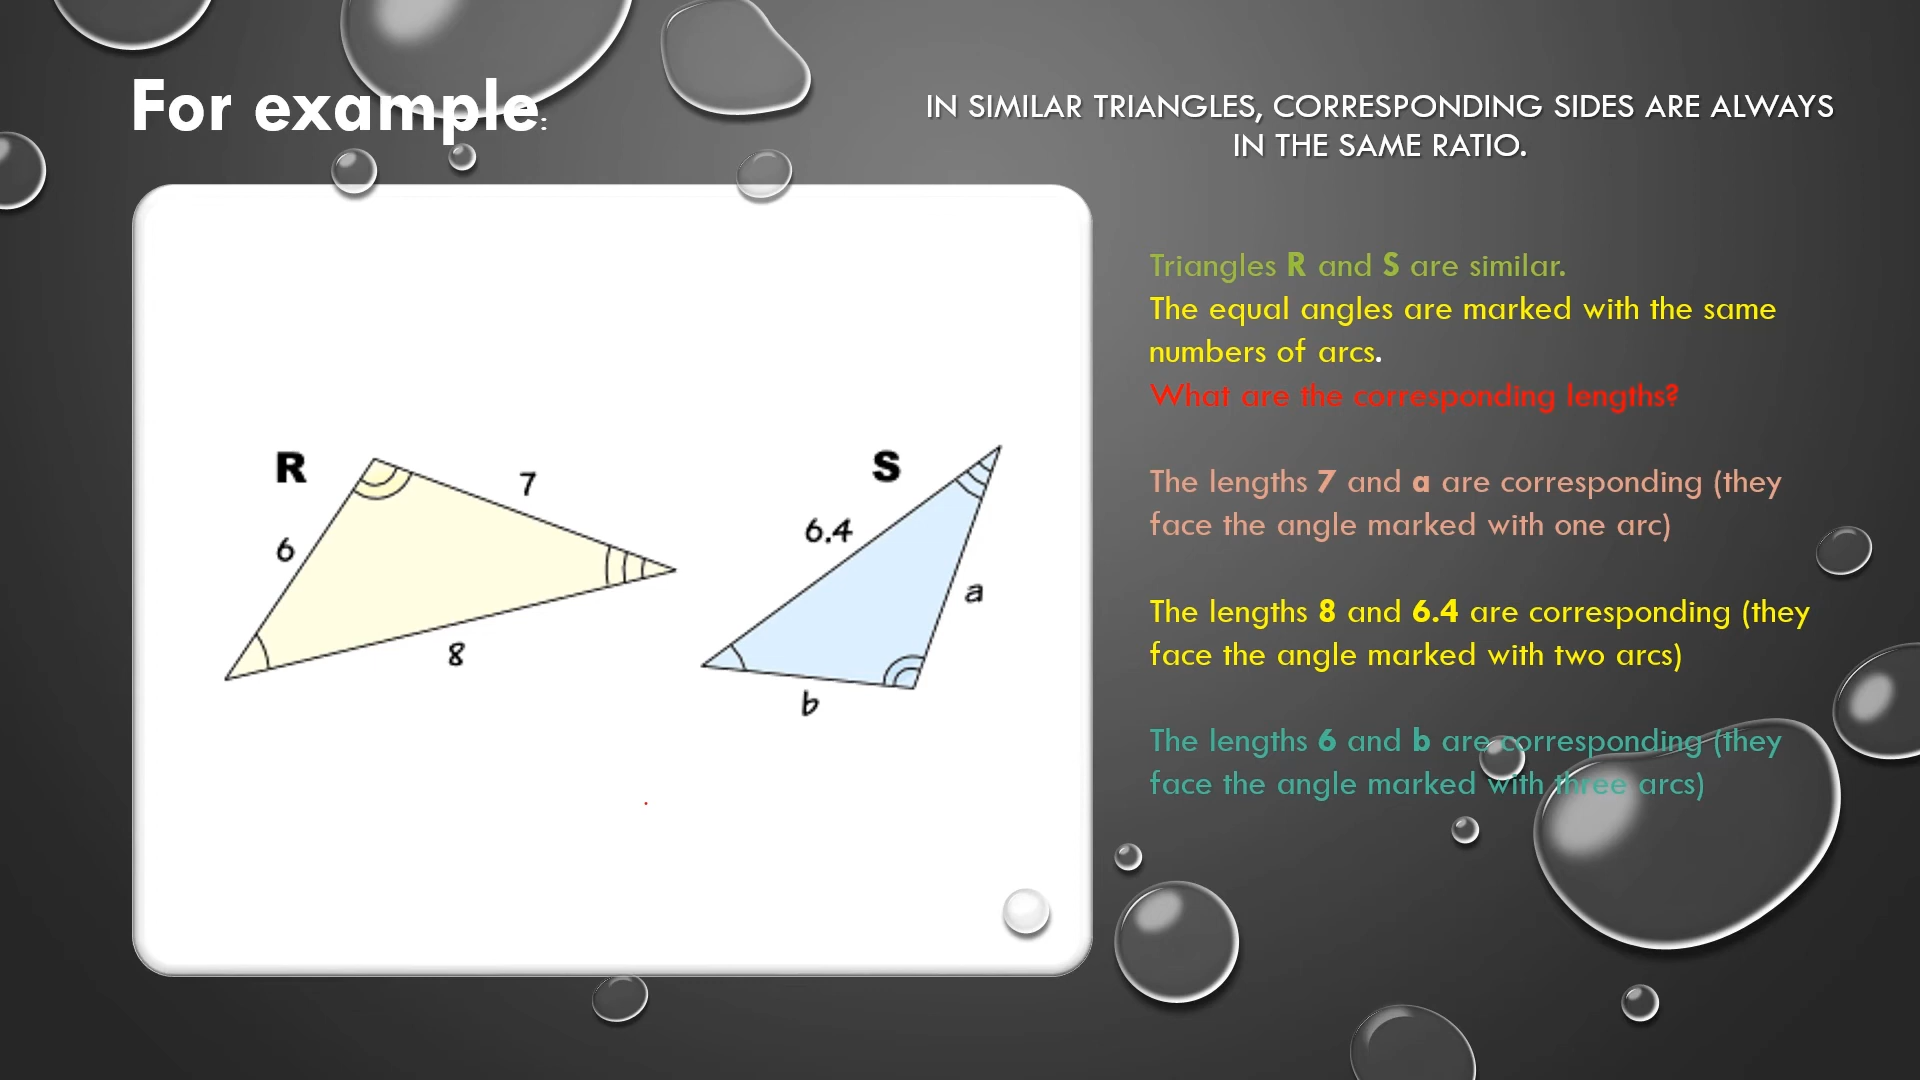 For example:
IN SIMILAR TRIANGLES, CORRESPONDING SIDES ARE ALWAYS
IN THE SAME RATIO.
R
7
6
8
S
6.4
a
b
Triangles R and S are similar.
The equal angles are marked with the same
numbers of arcs.
What are the corresponding lengths?
The lengths 7 and a are corresponding (they
face the angle marked with one arc)
The lengths 8 and 6.4 are corresponding (they
face the angle marked with two arcs)
The lengths 6 and b are corresponding (they
face the angle marked with three arcs)